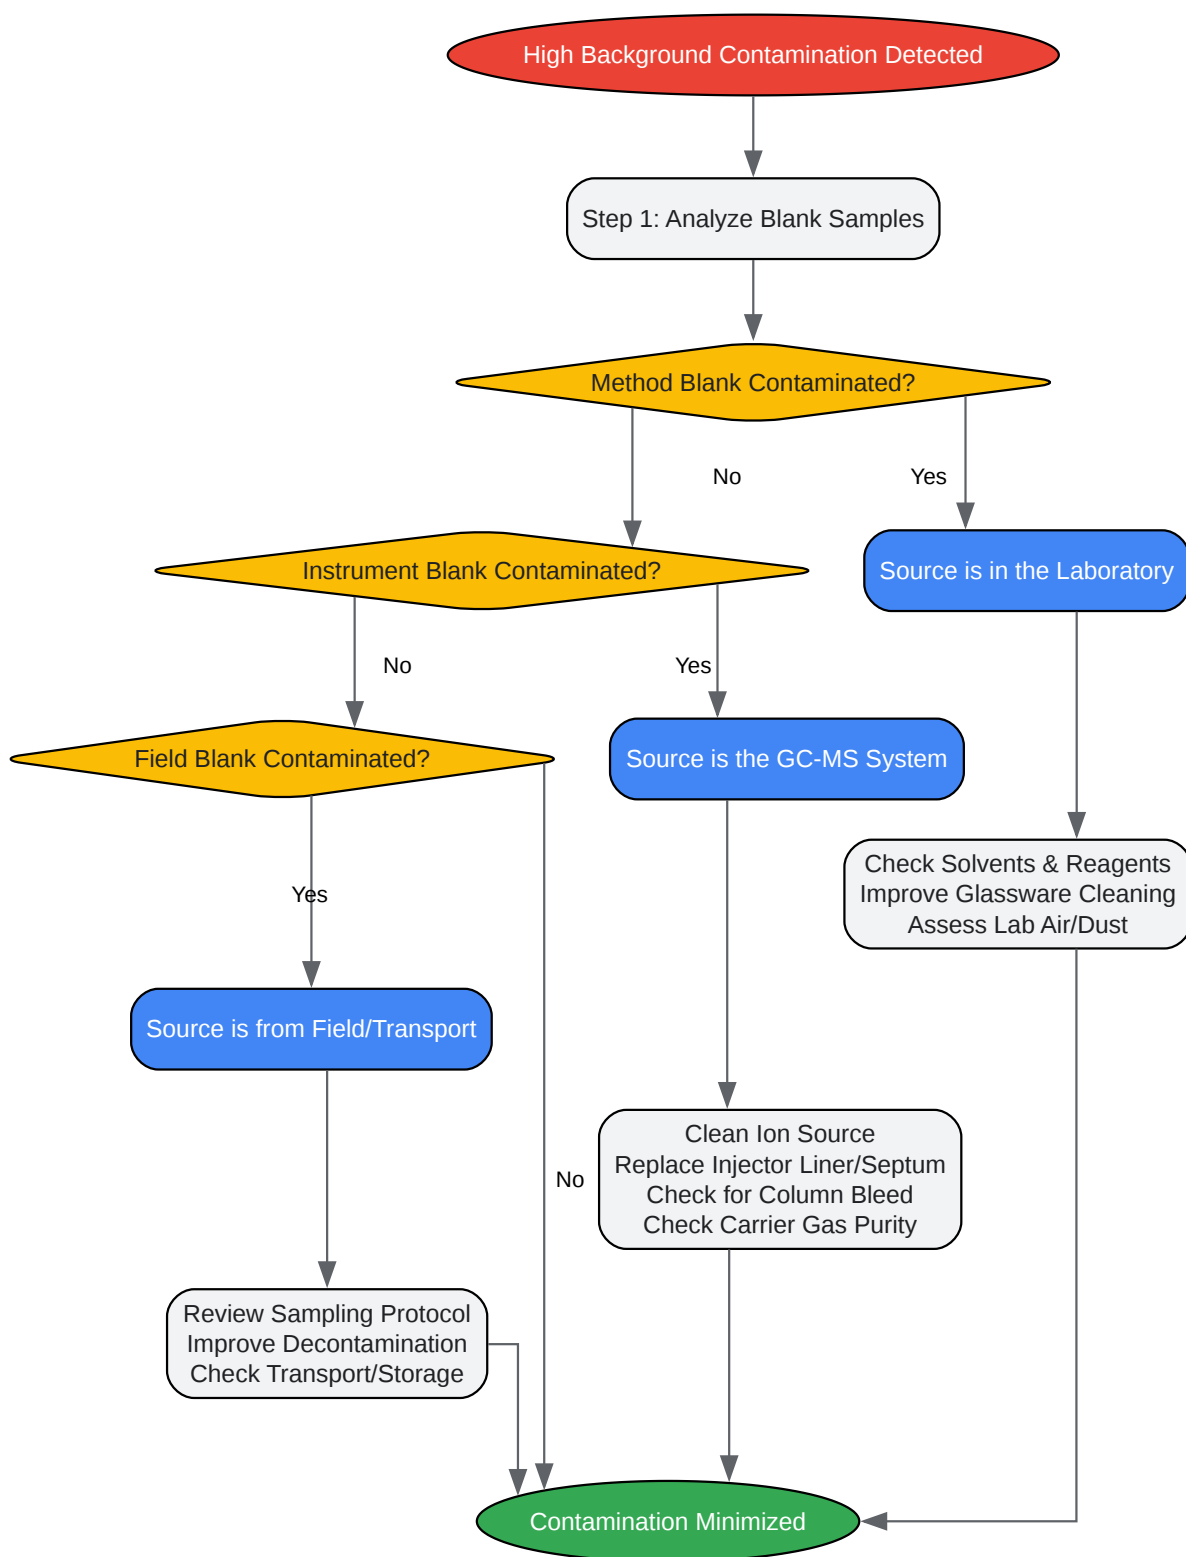 High Background Contamination Detected
Step 1: Analyze Blank Samples
Method Blank Contaminated?
No
Yes
Instrument Blank Contaminated?
Source is in the Laboratory
No
Yes
Field Blank Contaminated?
Source is the GC-MS System
Check Solvents & Reagents
Improve Glassware Cleaning
Assess Lab Air/Dust
Yes
Source is from Field/Transport
Clean Ion Source
Replace Injector Liner/Septum
Check for Column Bleed
Check Carrier Gas Purity
No
Review Sampling Protocol
Improve Decontamination
Check Transport/Storage
Contamination Minimized